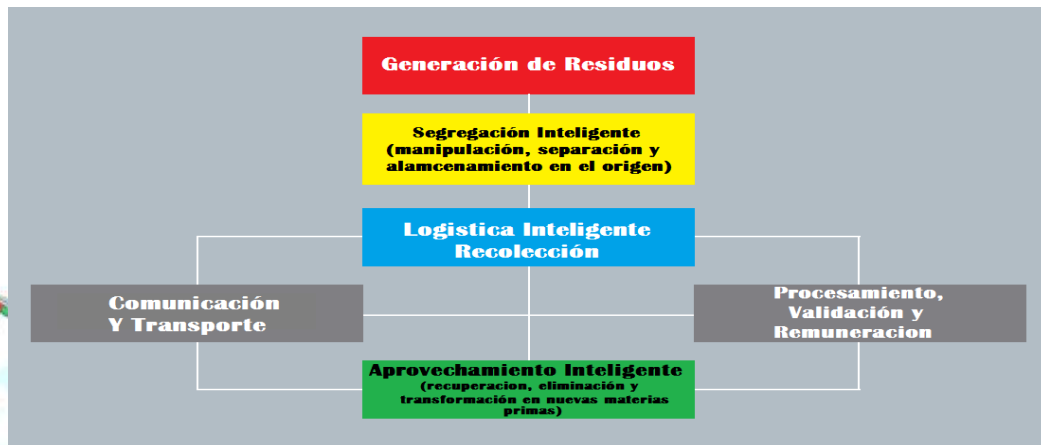 Generación de Residuos
Segregación Inteligente
(manipulación, separación y
alamcenamiento en el origen)
Logistica Inteligente
Recolección
Comunicación
Y Transporte
Procesamiento,
Validación y
Remuneracion
Aprovechamiento Inteligente
(recuperacion, eliminación y
transformación en nuevas materias
primas)